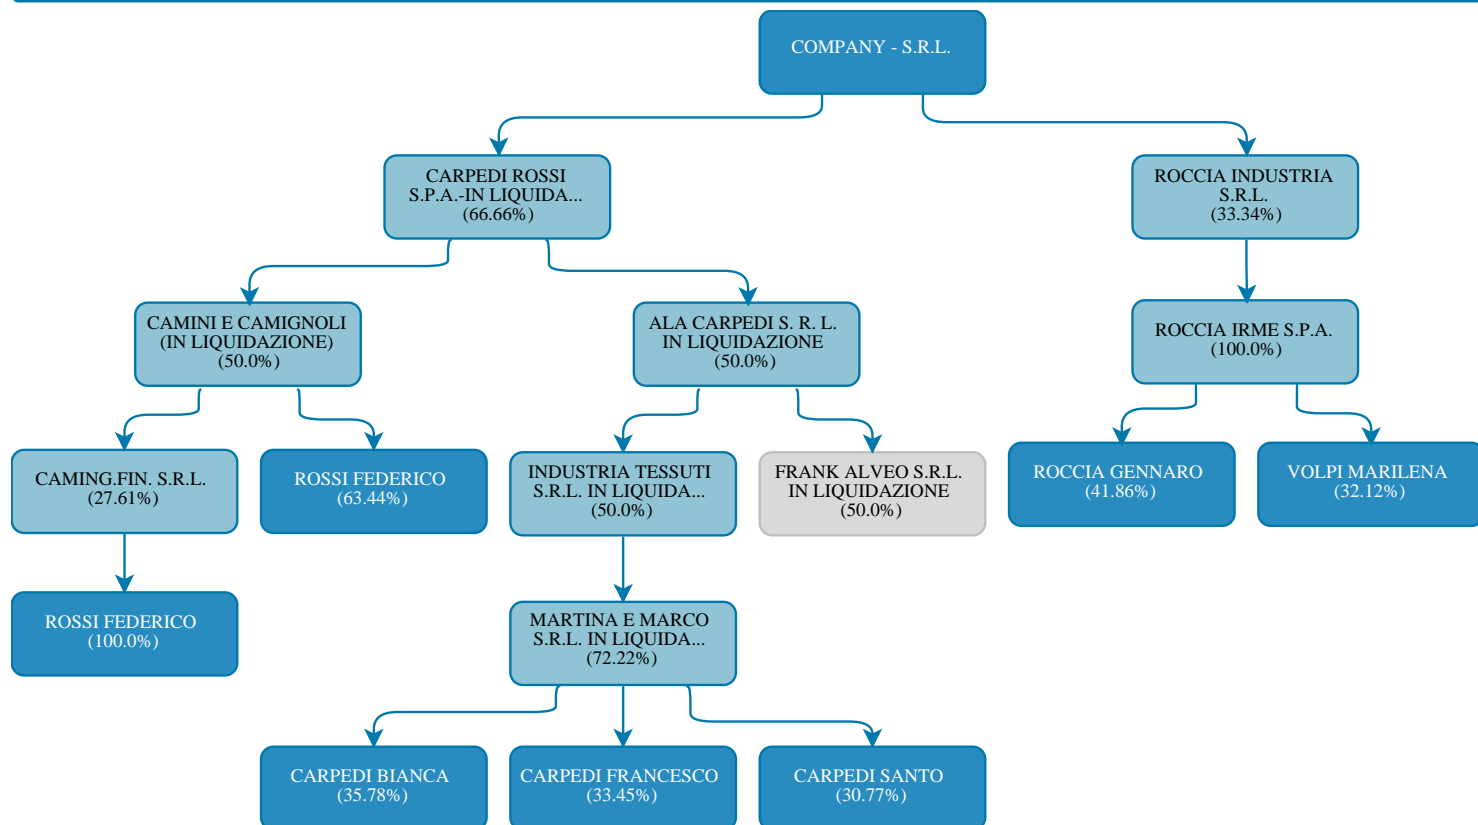 COMPANY - S.R.L.
CARPEDI ROSSI
S.P.A.-IN LIQUIDA...
(66.66%)
ROCCIA INDUSTRIA
S.R.L.
(33.34%)
CAMINI E CAMIGNOLI
(IN LIQUIDAZIONE)
(50.0%)
ALA CARPEDI S. R. L.
IN LIQUIDAZIONE
(50.0%)
ROCCIA IRME S.P.A.
(100.0%)
CAMING.FIN. S.R.L.
(27.61%)
ROSSI FEDERICO
(63.44%)
INDUSTRIA TESSUTI
S.R.L. IN LIQUIDA...
(50.0%)
FRANK ALVEO S.R.L.
IN LIQUIDAZIONE
(50.0%)
ROCCIA GENNARO
(41.86%)
VOLPI MARILENA
(32.12%)
ROSSI FEDERICO
(100.0%)
MARTINA E MARCO
S.R.L. IN LIQUIDA...
(72.22%)
CARPEDI BIANCA
(35.78%)
CARPEDI FRANCESCO
(33.45%)
CARPEDI SANTO
(30.77%)